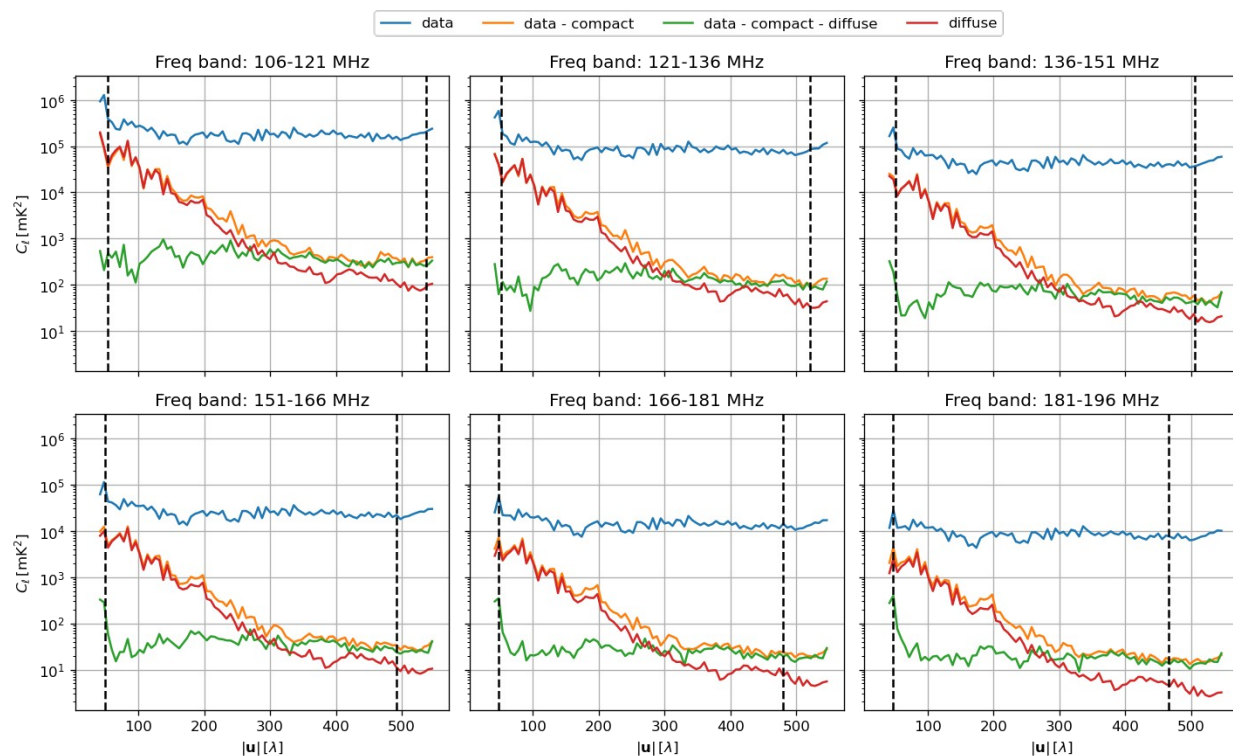 data data - compact data - compact - diffuse diffuse
Freq band: 106-121 MHz Freq band: 121-136 MHz Freq band: 136-151 MHz
10⁶
10⁵
10⁴
10³
10²
10¹
Cℓ [mK²]
Freq band: 151-166 MHz Freq band: 166-181 MHz Freq band: 181-196 MHz
10⁶
10⁵
10⁴
10³
10²
10¹
Cℓ [mK²]
100 200 300 400 500 100 200 300 400 500 100 200 300 400 500
|u| [λ] |u| [λ] |u| [λ]